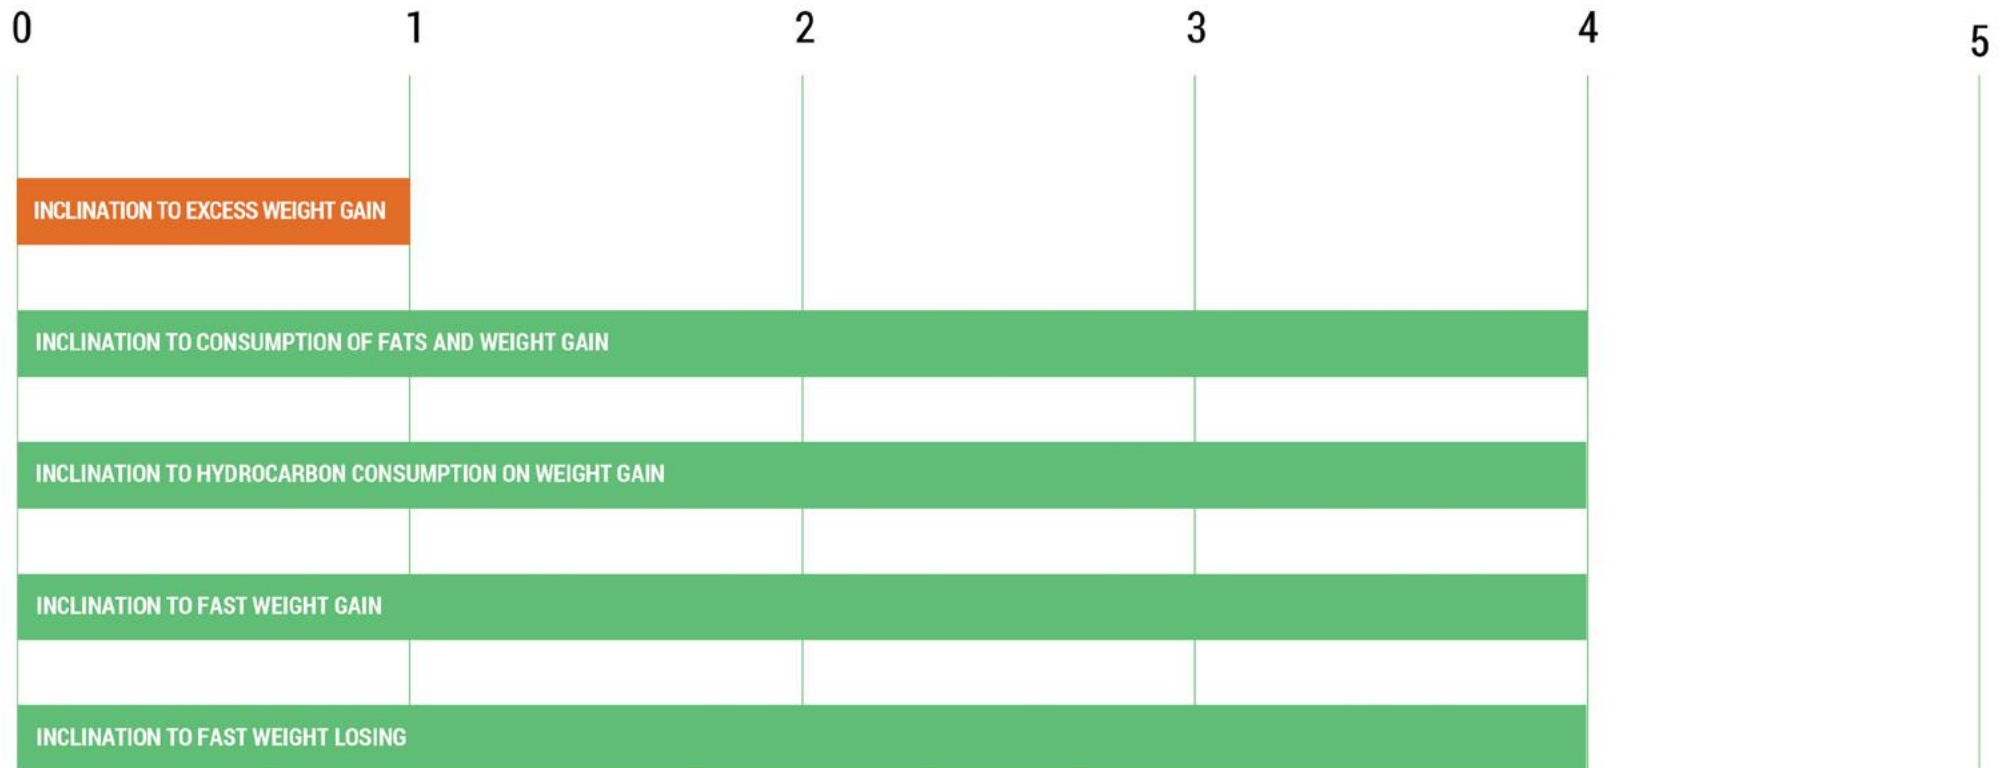 0 1 2 3 4 5
INCLINATION TO EXCESS WEIGHT GAIN
INCLINATION TO CONSUMPTION OF FATS AND WEIGHT GAIN
INCLINATION TO HYDROCARBON CONSUMPTION ON WEIGHT GAIN
INCLINATION TO FAST WEIGHT GAIN
INCLINATION TO FAST WEIGHT LOSING